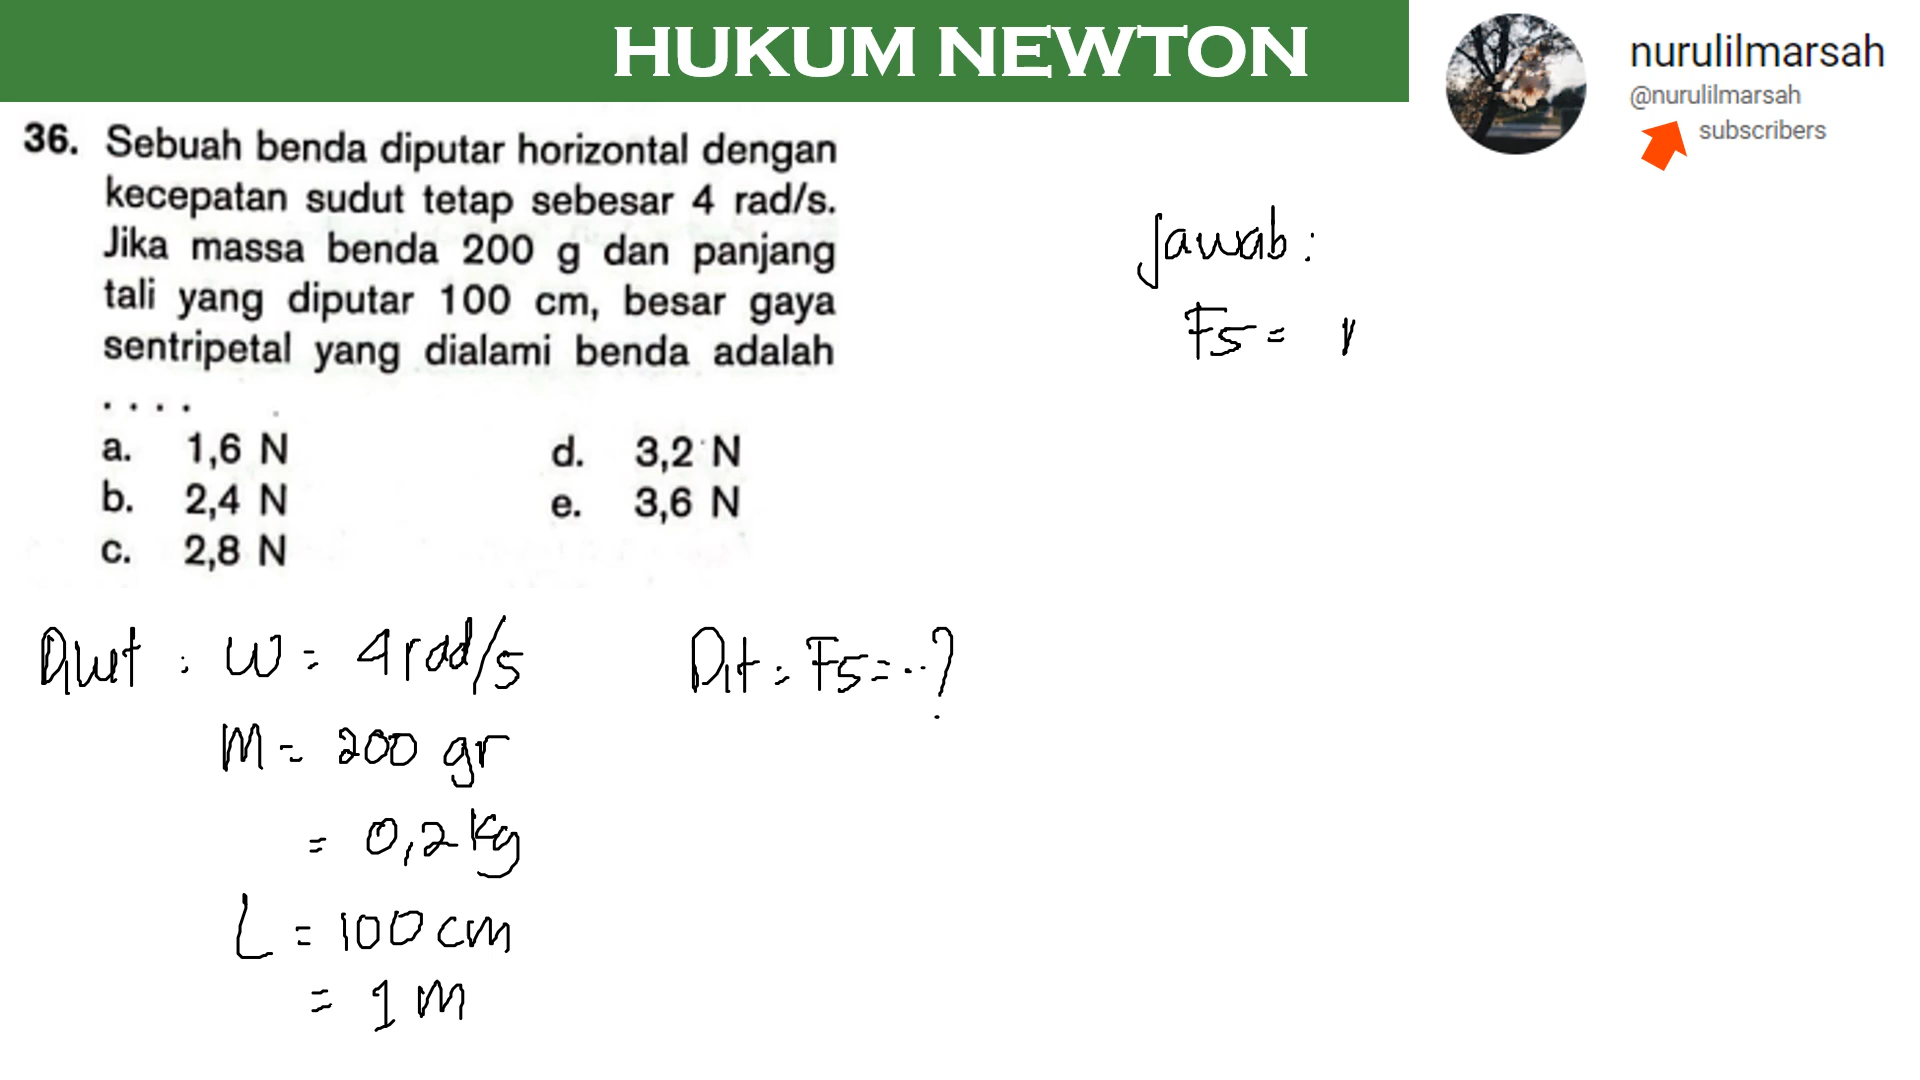 HUKUM NEWTON
nurulilmarsah
@nurulilmarsah
subscribers
36. Sebuah benda diputar horizontal dengan
kecepatan sudut tetap sebesar 4 rad/s.
Jika massa benda 200 g dan panjang
tali yang diputar 100 cm, besar gaya
sentripetal yang dialami benda adalah
. . . .
a. 1,6 N
b. 2,4 N
c. 2,8 N
d. 3,2 N
e. 3,6 N
Jawab :
Fs =
Dikt : W = 4 rad/s
M = 200 gr
= 0,2 kg
L = 100 cm
= 1 M
Dit : Fs = ..?